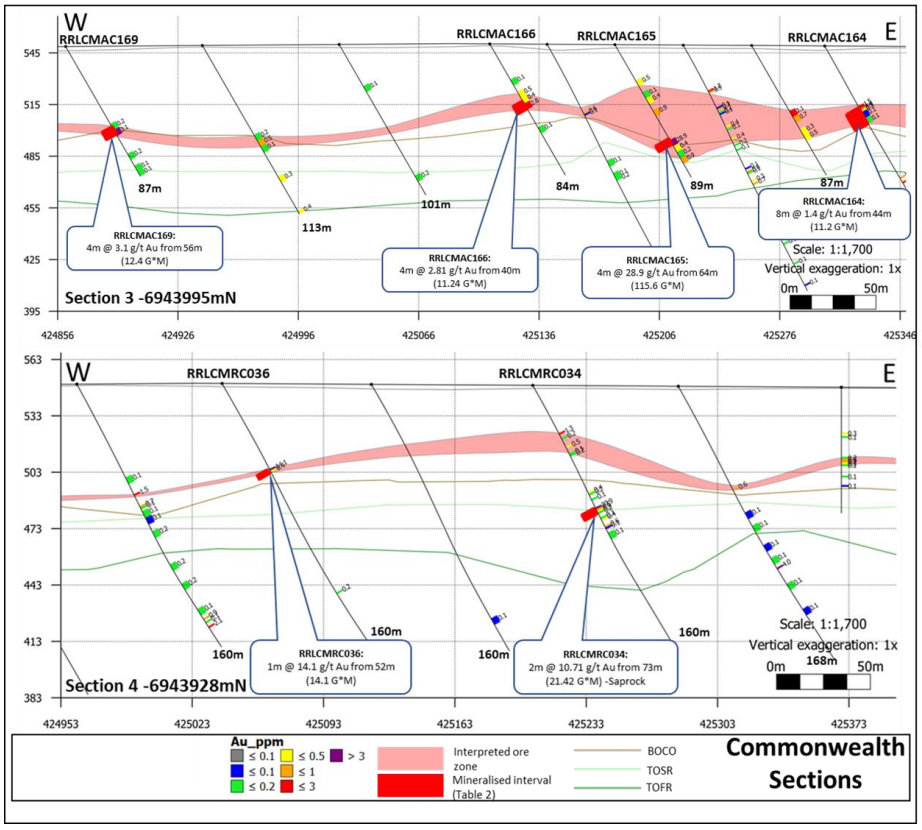 W
E
RRLCMAC169
RRLCMAC166
RRLCMAC165
RRLCMAC164
545
515
485
455
425
395
87m
113m
101m
84m
89m
87m
RRLCMAC169:
4m @ 3.1 g/t Au from 56m
(12.4 G*M)
RRLCMAC166:
4m @ 2.81 g/t Au from 40m
(11.24 G*M)
RRLCMAC165:
4m @ 28.9 g/t Au from 64m
(115.6 G*M)
RRLCMAC164:
8m @ 1.4 g/t Au from 44m
(11.2 G*M)
Scale: 1:1,700
Vertical exaggeration: 1x
0m 50m
Section 3 -6943995mN
424856 424926 424996 425066 425136 425206 425276 425346
W
E
RRLCMRC036
RRLCMRC034
563
533
503
473
443
413
383
160m
160m
160m
160m
168m
RRLCMRC036:
1m @ 14.1 g/t Au from 52m
(14.1 G*M)
RRLCMRC034:
2m @ 10.71 g/t Au from 73m
(21.42 G*M) -Saprock
Scale: 1:1,700
Vertical exaggeration: 1x
0m 50m
Section 4 -6943928mN
424953 425023 425093 425163 425233 425303 425373
Au_ppm
≤ 0.1 ≤ 0.5 > 3
≤ 0.1 ≤ 1
≤ 0.2 ≤ 3
Interpreted ore
zone
Mineralised interval
(Table 2)
BOCO
TOSR
TOFR
Commonwealth
Sections